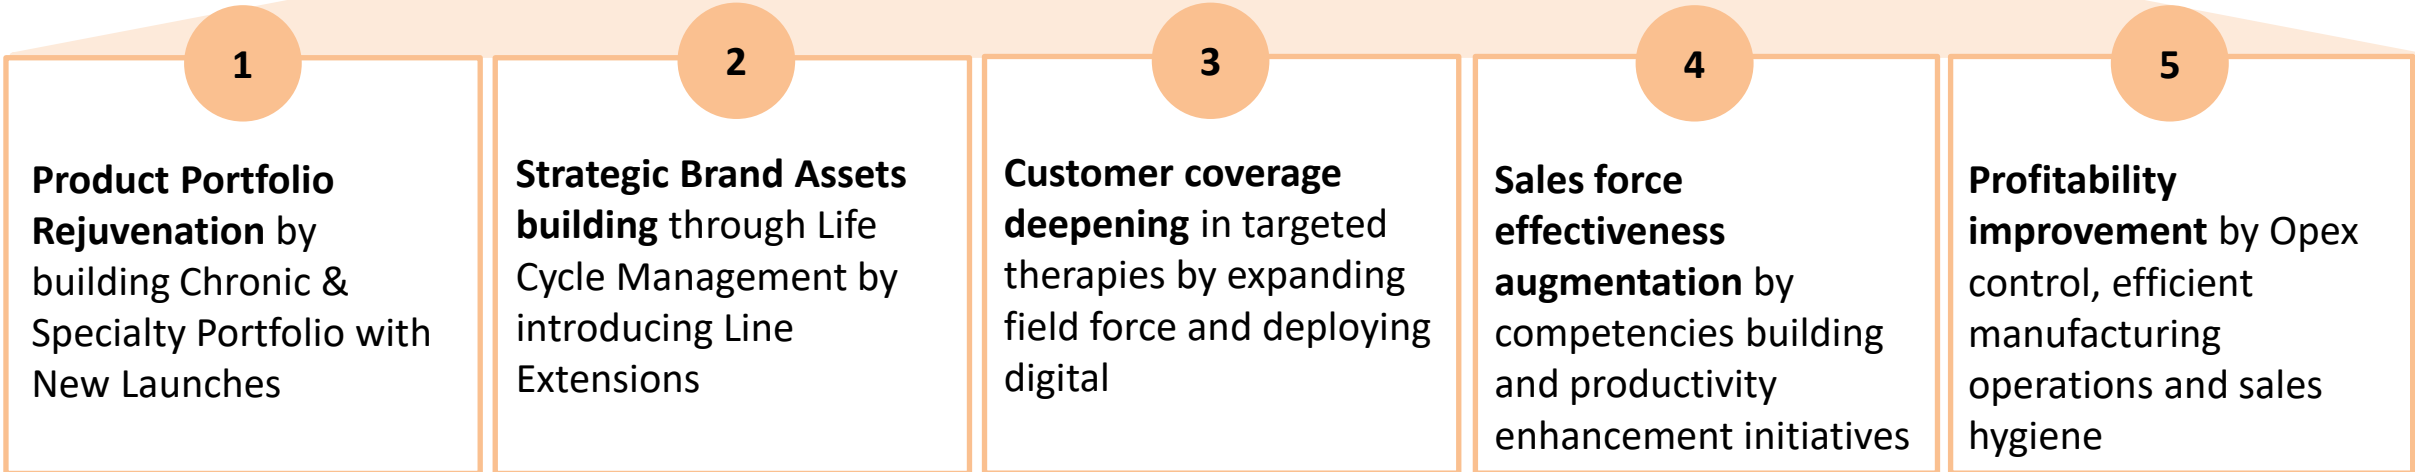 1
Product Portfolio
Rejuvenation by
building Chronic &
Specialty Portfolio with
New Launches
2
Strategic Brand Assets
building through Life
Cycle Management by
introducing Line
Extensions
3
Customer coverage
deepening in targeted
therapies by expanding
field force and deploying
digital
4
Sales force
effectiveness
augmentation by
competencies building
and productivity
enhancement initiatives
5
Profitability
improvement by Opex
control, efficient
manufacturing
operations and sales
hygiene